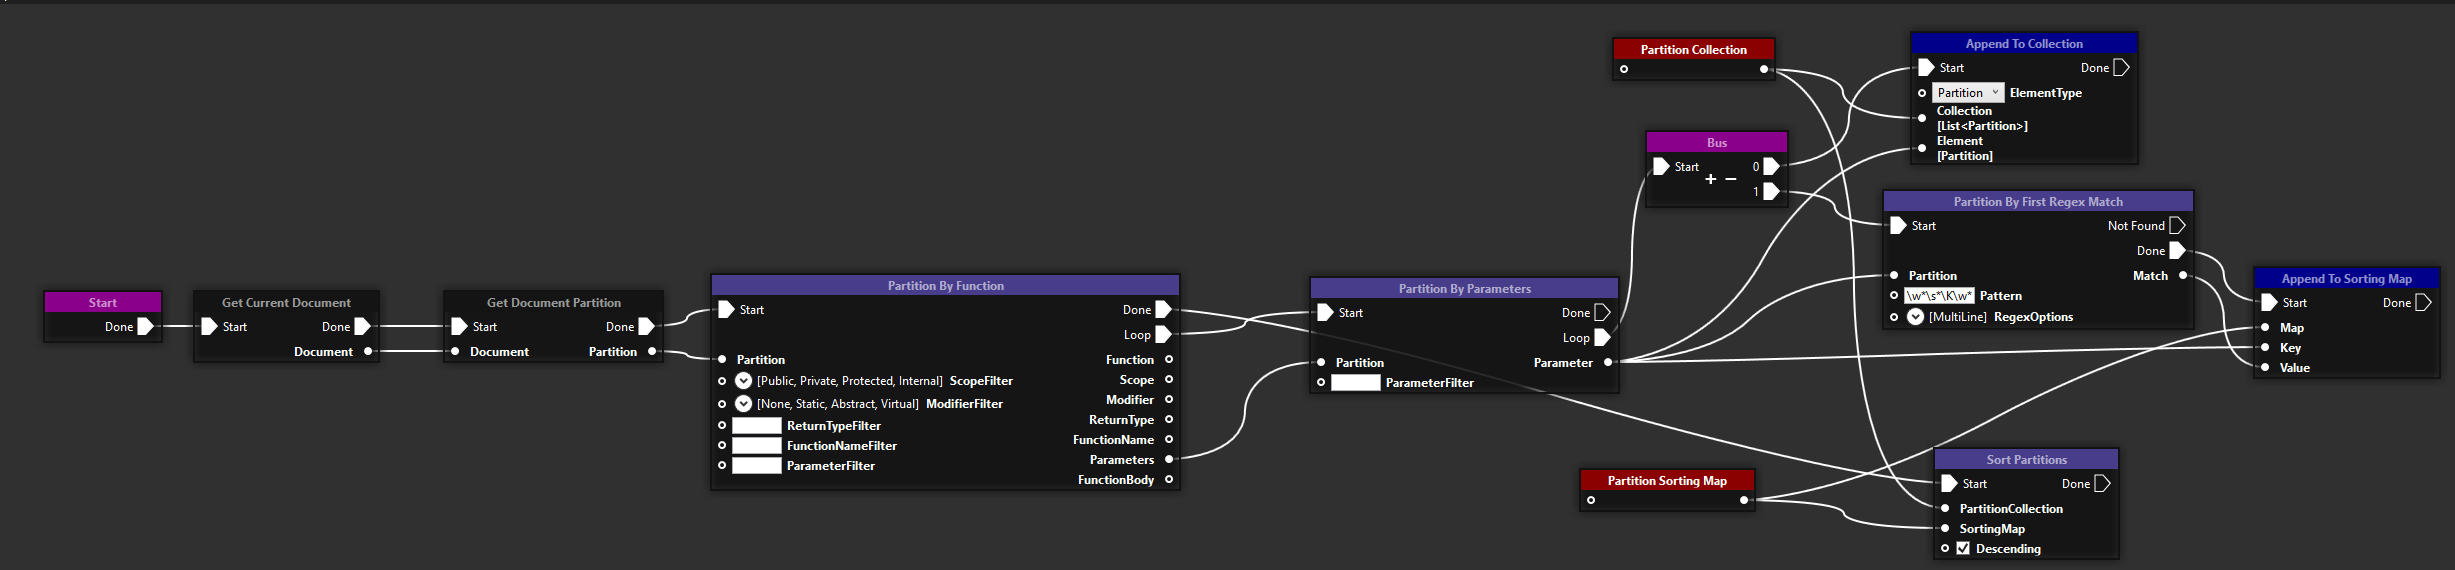 Start
Done
Get Current Document
Start Done
Document
Get Document Partition
Start Done
Document Partition
Partition By Function
Start Done
Loop
Partition Function
[Public, Private, Protected, Internal] ScopeFilter Scope
[None, Static, Abstract, Virtual] ModifierFilter Modifier
ReturnTypeFilter ReturnType
FunctionNameFilter FunctionName
ParameterFilter Parameters
FunctionBody
Partition By Parameters
Start Done
Loop
Partition Parameter
ParameterFilter
Partition Collection
Bus
Start 0
+ −
1
Partition Sorting Map
Append To Collection
Start Done
Partition ElementType
Collection
[List<Partition>]
Element
[Partition]
Partition By First Regex Match
Start Not Found
Done
Partition Match
\w*\s*\K\w* Pattern
[MultiLine] RegexOptions
Append To Sorting Map
Start Done
Map
Key
Value
Sort Partitions
Start Done
PartitionCollection
SortingMap
Descending